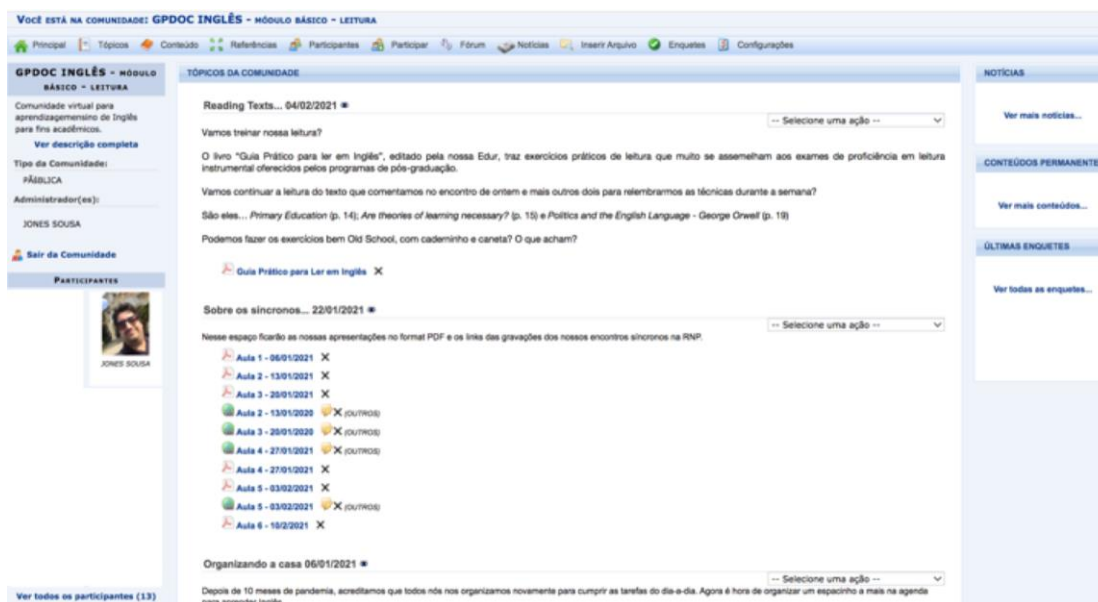 VOCÊ ESTÁ NA COMUNIDADE: GPDOC INGLÊS - MÓDULO BÁSICO - LEITURA
Principal Tópicos Conteúdo Referências Participantes Participar Fórum Notícias Inserir Arquivo Enquetes Configurações
GPDOC INGLÊS - MÓDULO
BÁSICO - LEITURA
Comunidade virtual para
aprendizagemensino de Inglês
para fins acadêmicos.
Ver descrição completa
Tipo da Comunidade:
PÃºBLICA
Administrador(es):
JONES SOUSA
Sair da Comunidade
PARTICIPANTES
JONES SOUSA
Ver todos os participantes (13)
TÓPICOS DA COMUNIDADE
Reading Texts... 04/02/2021
-- Selecione uma ação --
Vamos treinar nossa leitura?
O livro "Guia Prático para ler em Inglês", editado pela nossa Edur, traz exercícios práticos de leitura que muito se assemelham aos exames de proficiência em leitura
instrumental oferecidos pelos programas de pós-graduação.
Vamos continuar a leitura do texto que comentamos no encontro de ontem e mais outros dois para relembrarmos as técnicas durante a semana?
São eles... Primary Education (p. 14); Are theories of learning necessary? (p. 15) e Politics and the English Language - George Orwell (p. 19)
Podemos fazer os exercícios bem Old School, com caderninho e caneta? O que acham?
Guia Prático para Ler em Inglês
Sobre os síncronos... 22/01/2021
-- Selecione uma ação --
Nesse espaço ficarão as nossas apresentações no format PDF e os links das gravações dos nossos encontros síncronos na RNP.
Aula 1 - 06/01/2021
Aula 2 - 13/01/2021
Aula 3 - 20/01/2021
Aula 2 - 13/01/2020 (OUTROS)
Aula 3 - 20/01/2020 (OUTROS)
Aula 4 - 27/01/2021 (OUTROS)
Aula 4 - 27/01/2021
Aula 5 - 03/02/2021
Aula 5 - 03/02/2021 (OUTROS)
Aula 6 - 10/2/2021
Organizando a casa 06/01/2021
-- Selecione uma ação --
Depois de 10 meses de pandemia, acreditamos que todos nós nos organizamos novamente para cumprir as tarefas do dia-a-dia. Agora é hora de organizar um espacinho a mais na agenda
para aprender Inglês
NOTÍCIAS
Ver mais notícias...
CONTEÚDOS PERMANENTE
Ver mais conteúdos...
ÚLTIMAS ENQUETES
Ver todas as enquetes...